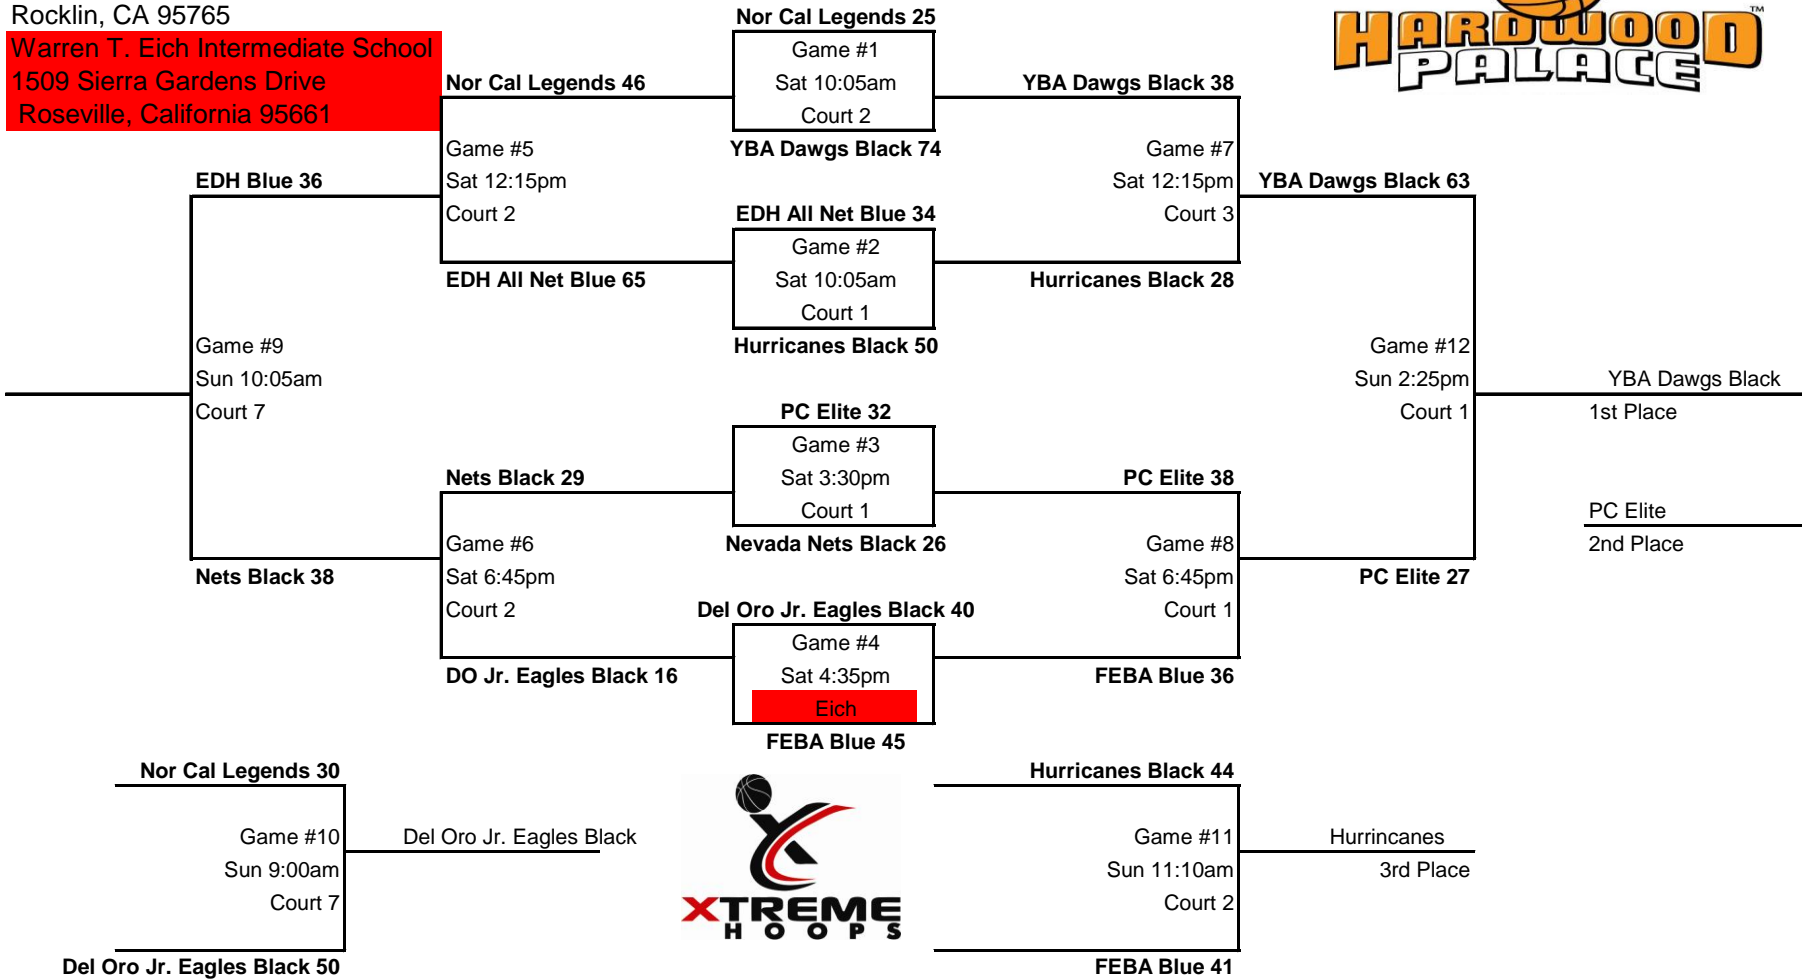 Rocklin, CA 95765
Warren T. Eich Intermediate School
1509 Sierra Gardens Drive
Roseville, California 95661
HARDWOOD
PALACE
TM
Nor Cal Legends 25
Game #1
Sat 10:05am
Court 2
YBA Dawgs Black 74
Nor Cal Legends 46
Game #5
Sat 12:15pm
Court 2
EDH All Net Blue 65
YBA Dawgs Black 38
Game #7
Sat 12:15pm
Court 3
Hurricanes Black 28
EDH All Net Blue 34
Game #2
Sat 10:05am
Court 1
Hurricanes Black 50
EDH Blue 36
Game #9
Sun 10:05am
Court 7
Nets Black 38
YBA Dawgs Black 63
Game #12
Sun 2:25pm
Court 1
PC Elite 27
YBA Dawgs Black
1st Place
PC Elite
2nd Place
PC Elite 32
Game #3
Sat 3:30pm
Court 1
Nevada Nets Black 26
Nets Black 29
Game #6
Sat 6:45pm
Court 2
DO Jr. Eagles Black 16
PC Elite 38
Game #8
Sat 6:45pm
Court 1
FEBA Blue 36
Del Oro Jr. Eagles Black 40
Game #4
Sat 4:35pm
Eich
FEBA Blue 45
Nor Cal Legends 30
Game #10
Sun 9:00am
Court 7
Del Oro Jr. Eagles Black 50
Del Oro Jr. Eagles Black
XTREME
HOOPS
Hurricanes Black 44
Game #11
Sun 11:10am
Court 2
FEBA Blue 41
Hurrincanes
3rd Place